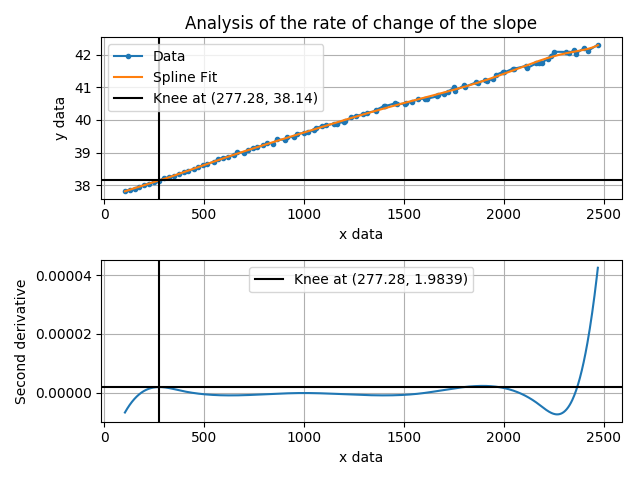 Analysis of the rate of change of the slope
42
41
40
39
38
y data
Data
Spline Fit
Knee at (277.28, 38.14)
0 500 1000 1500 2000 2500
x data
0.00004
0.00002
0.00000
Second derivative
Knee at (277.28, 1.9839)
0 500 1000 1500 2000 2500
x data